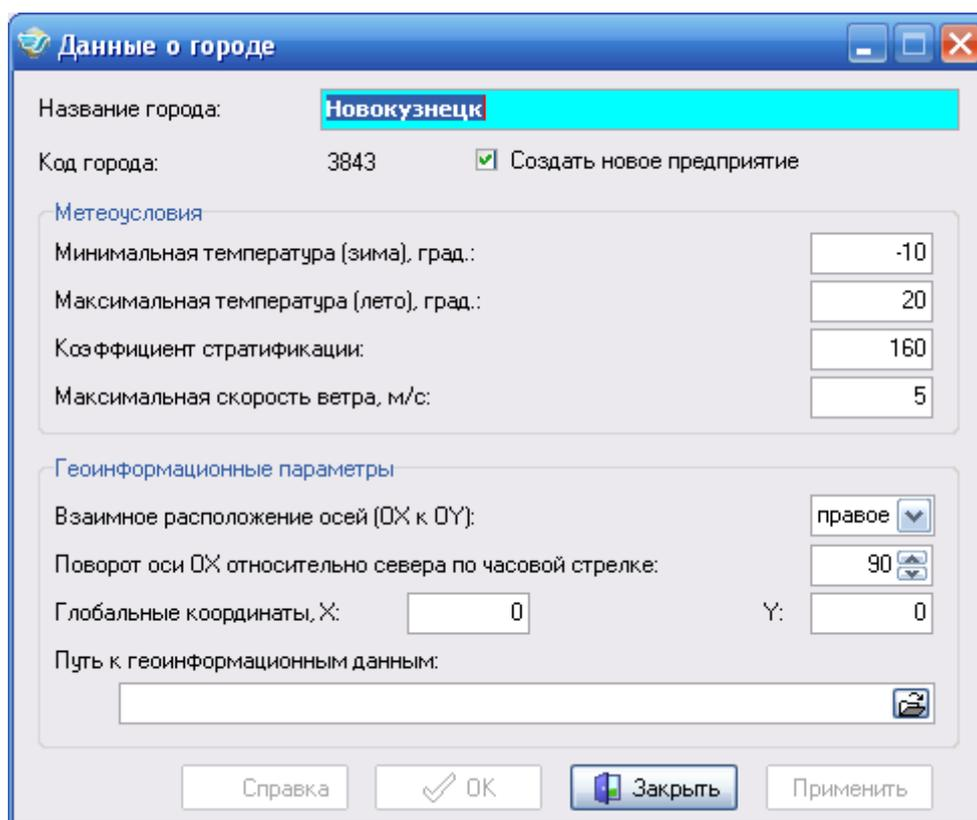 Данные о городе
Название города: Новокузнецк
Код города: 3843 Создать новое предприятие
Метеоусловия
Минимальная температура (зима), град.: -10
Максимальная температура (лето), град.: 20
Коэффициент стратификации: 160
Максимальная скорость ветра, м/с: 5
Геоинформационные параметры
Взаимное расположение осей (OX к OY): правое
Поворот оси OX относительно севера по часовой стрелке: 90
Глобальные координаты, X: 0 Y: 0
Путь к геоинформационным данным:
Справка OK Закрыть Применить